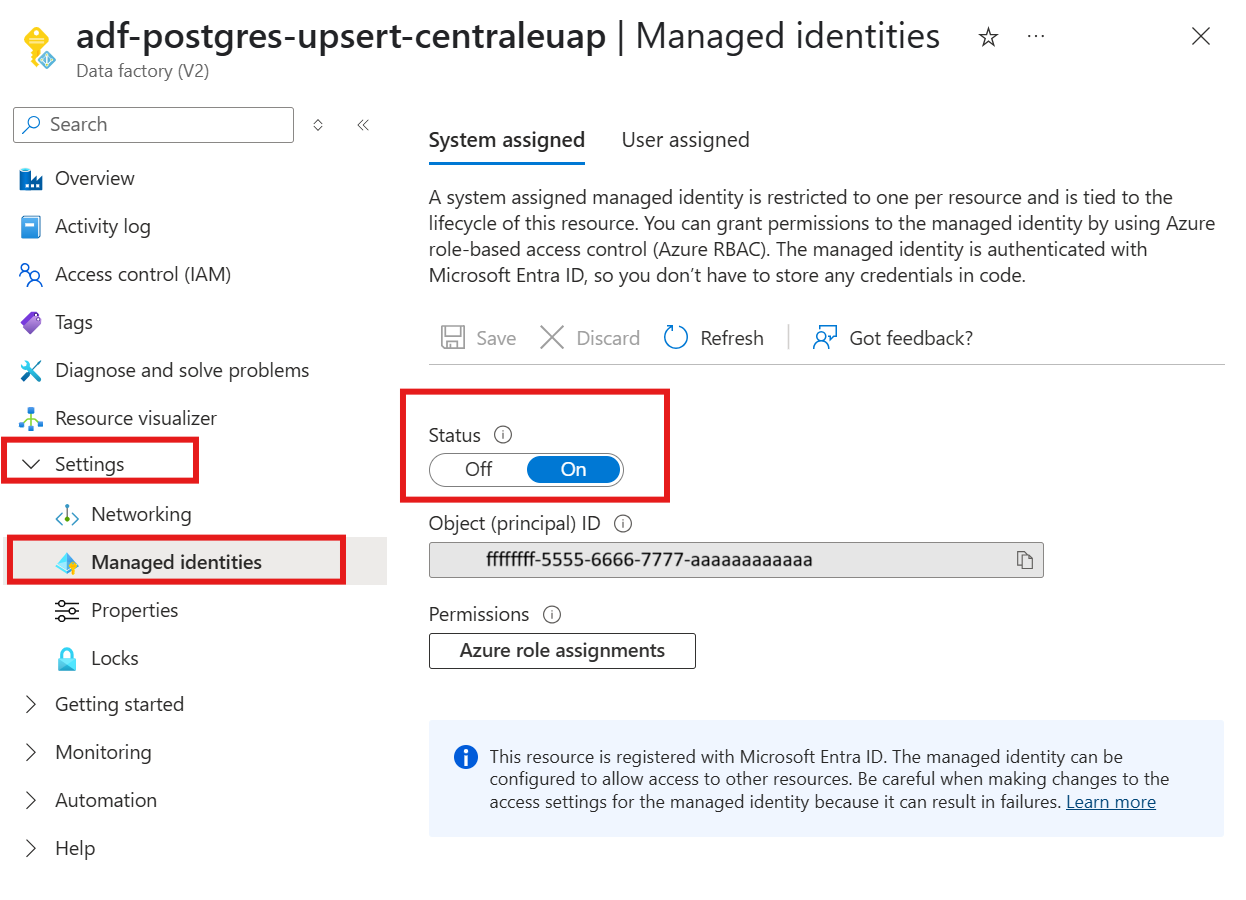 adf-postgres-upsert-centraleuap | Managed identities
Data factory (V2)
Search
Overview
Activity log
Access control (IAM)
Tags
Diagnose and solve problems
Resource visualizer
Settings
Networking
Managed identities
Properties
Locks
Getting started
Monitoring
Automation
Help
System assigned
User assigned
A system assigned managed identity is restricted to one per resource and is tied to the
lifecycle of this resource. You can grant permissions to the managed identity by using Azure
role-based access control (Azure RBAC). The managed identity is authenticated with
Microsoft Entra ID, so you don’t have to store any credentials in code.
Save
Discard
Refresh
Got feedback?
Status
Off
On
Object (principal) ID
ffffffff-5555-6666-7777-aaaaaaaaaaaa
Permissions
Azure role assignments
This resource is registered with Microsoft Entra ID. The managed identity can be
configured to allow access to other resources. Be careful when making changes to the
access settings for the managed identity because it can result in failures. Learn more